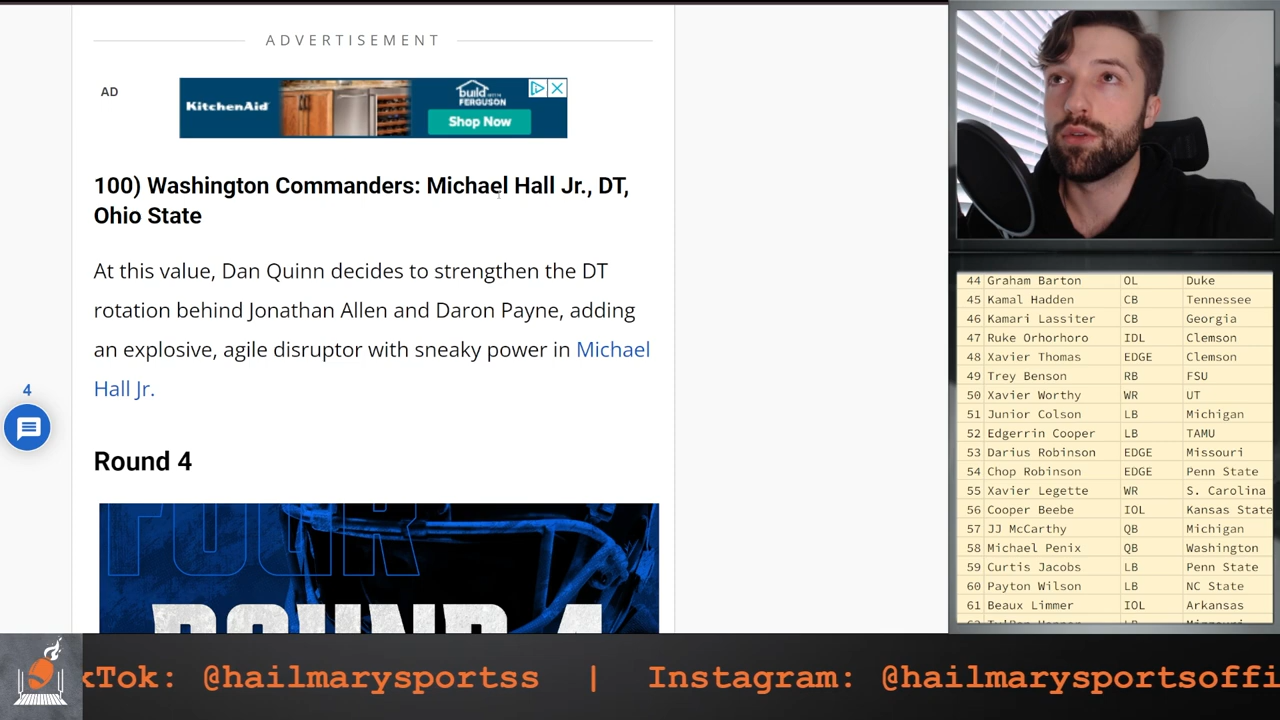 ADVERTISEMENT
AD
KitchenAid
build
WITH
FERGUSON
Shop Now
100) Washington Commanders: Michael Hall Jr., DT,
Ohio State
At this value, Dan Quinn decides to strengthen the DT
rotation behind Jonathan Allen and Daron Payne, adding
an explosive, agile disruptor with sneaky power in Michael
Hall Jr.
4
Round 4
FOUR
ROUND 4
44 Graham Barton OL Duke
45 Kamal Hadden CB Tennessee
46 Kamari Lassiter CB Georgia
47 Ruke Orhorhoro IDL Clemson
48 Xavier Thomas EDGE Clemson
49 Trey Benson RB FSU
50 Xavier Worthy WR UT
51 Junior Colson LB Michigan
52 Edgerrin Cooper LB TAMU
53 Darius Robinson EDGE Missouri
54 Chop Robinson EDGE Penn State
55 Xavier Legette WR S. Carolina
56 Cooper Beebe IOL Kansas State
57 JJ McCarthy QB Michigan
58 Michael Penix QB Washington
59 Curtis Jacobs LB Penn State
60 Payton Wilson LB NC State
61 Beaux Limmer IOL Arkansas
kTok: @hailmarysportss | Instagram: @hailmarysportsoffi